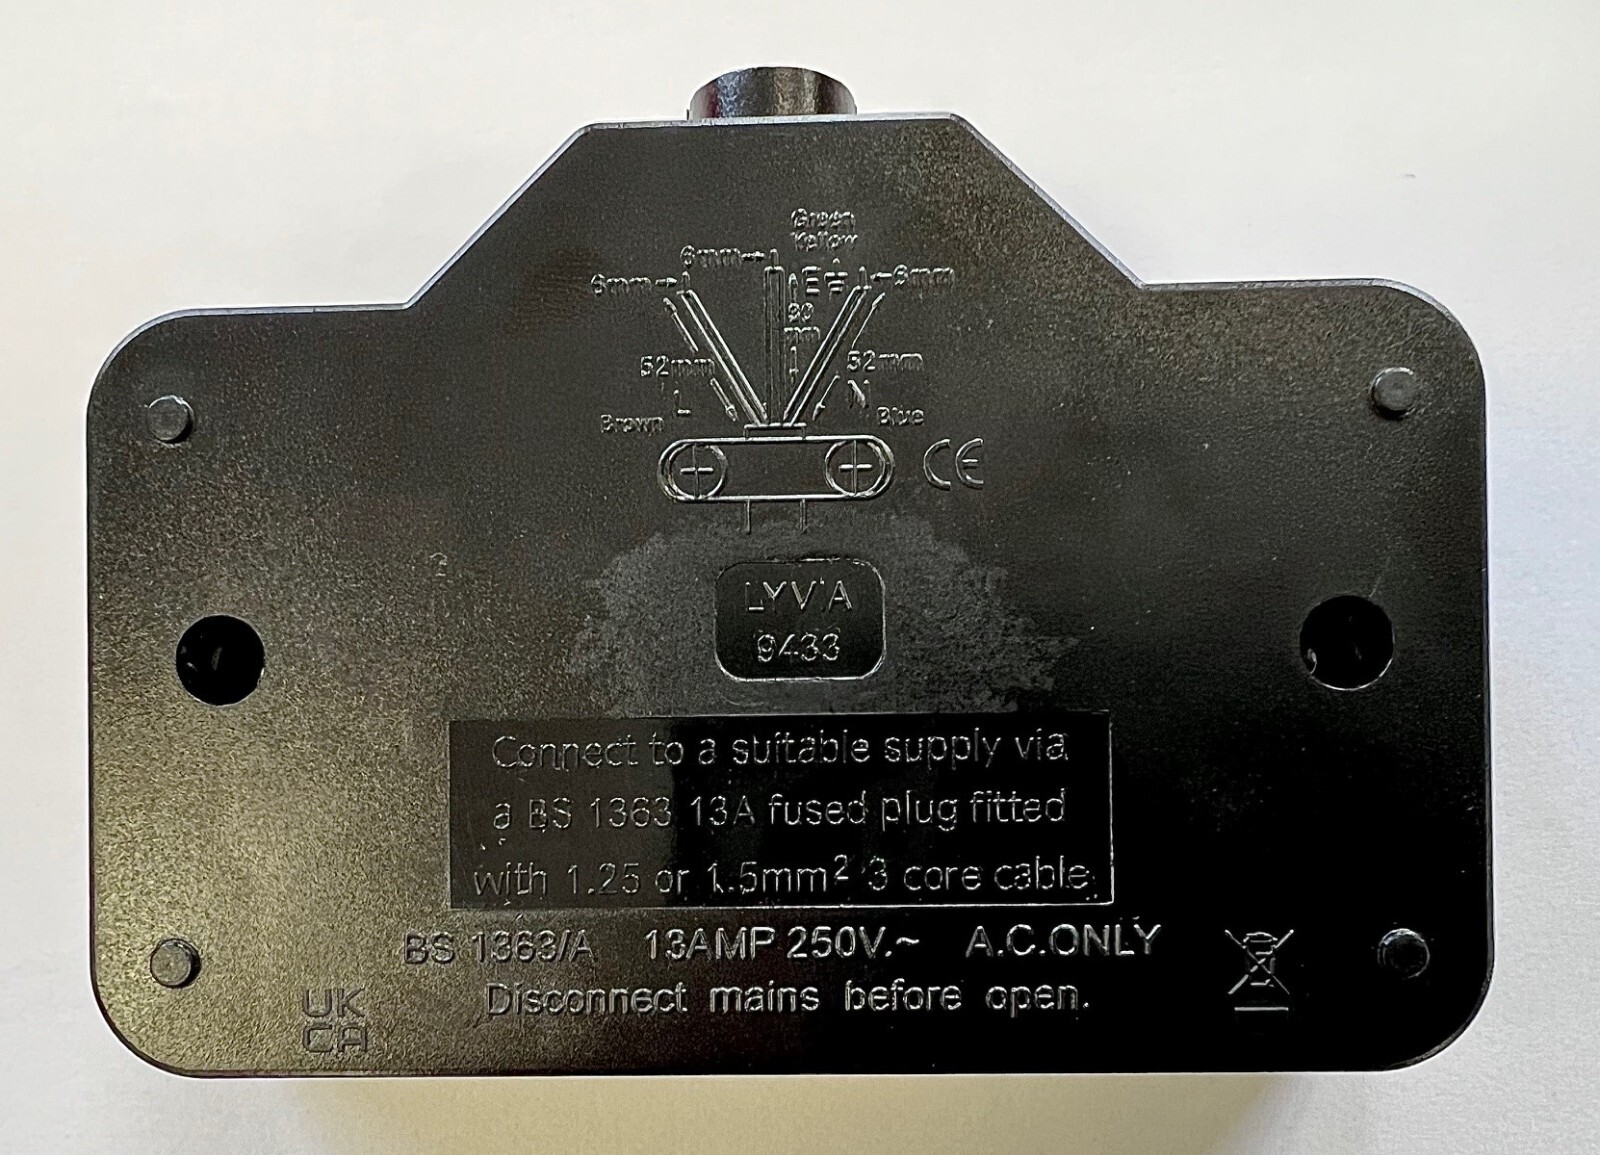 Green
Yellow
6mm
6mm
E
6mm
90
mm
52mm
52mm
L
N
Brown
Blue
CE
LYVIA
9433
Connect to a suitable supply via
a BS 1363 13A fused plug fitted
with 1.25 or 1.5mm² 3 core cable
BS 1363/A 13AMP 250V.~ A.C.ONLY
Disconnect mains before open.
UK
CA